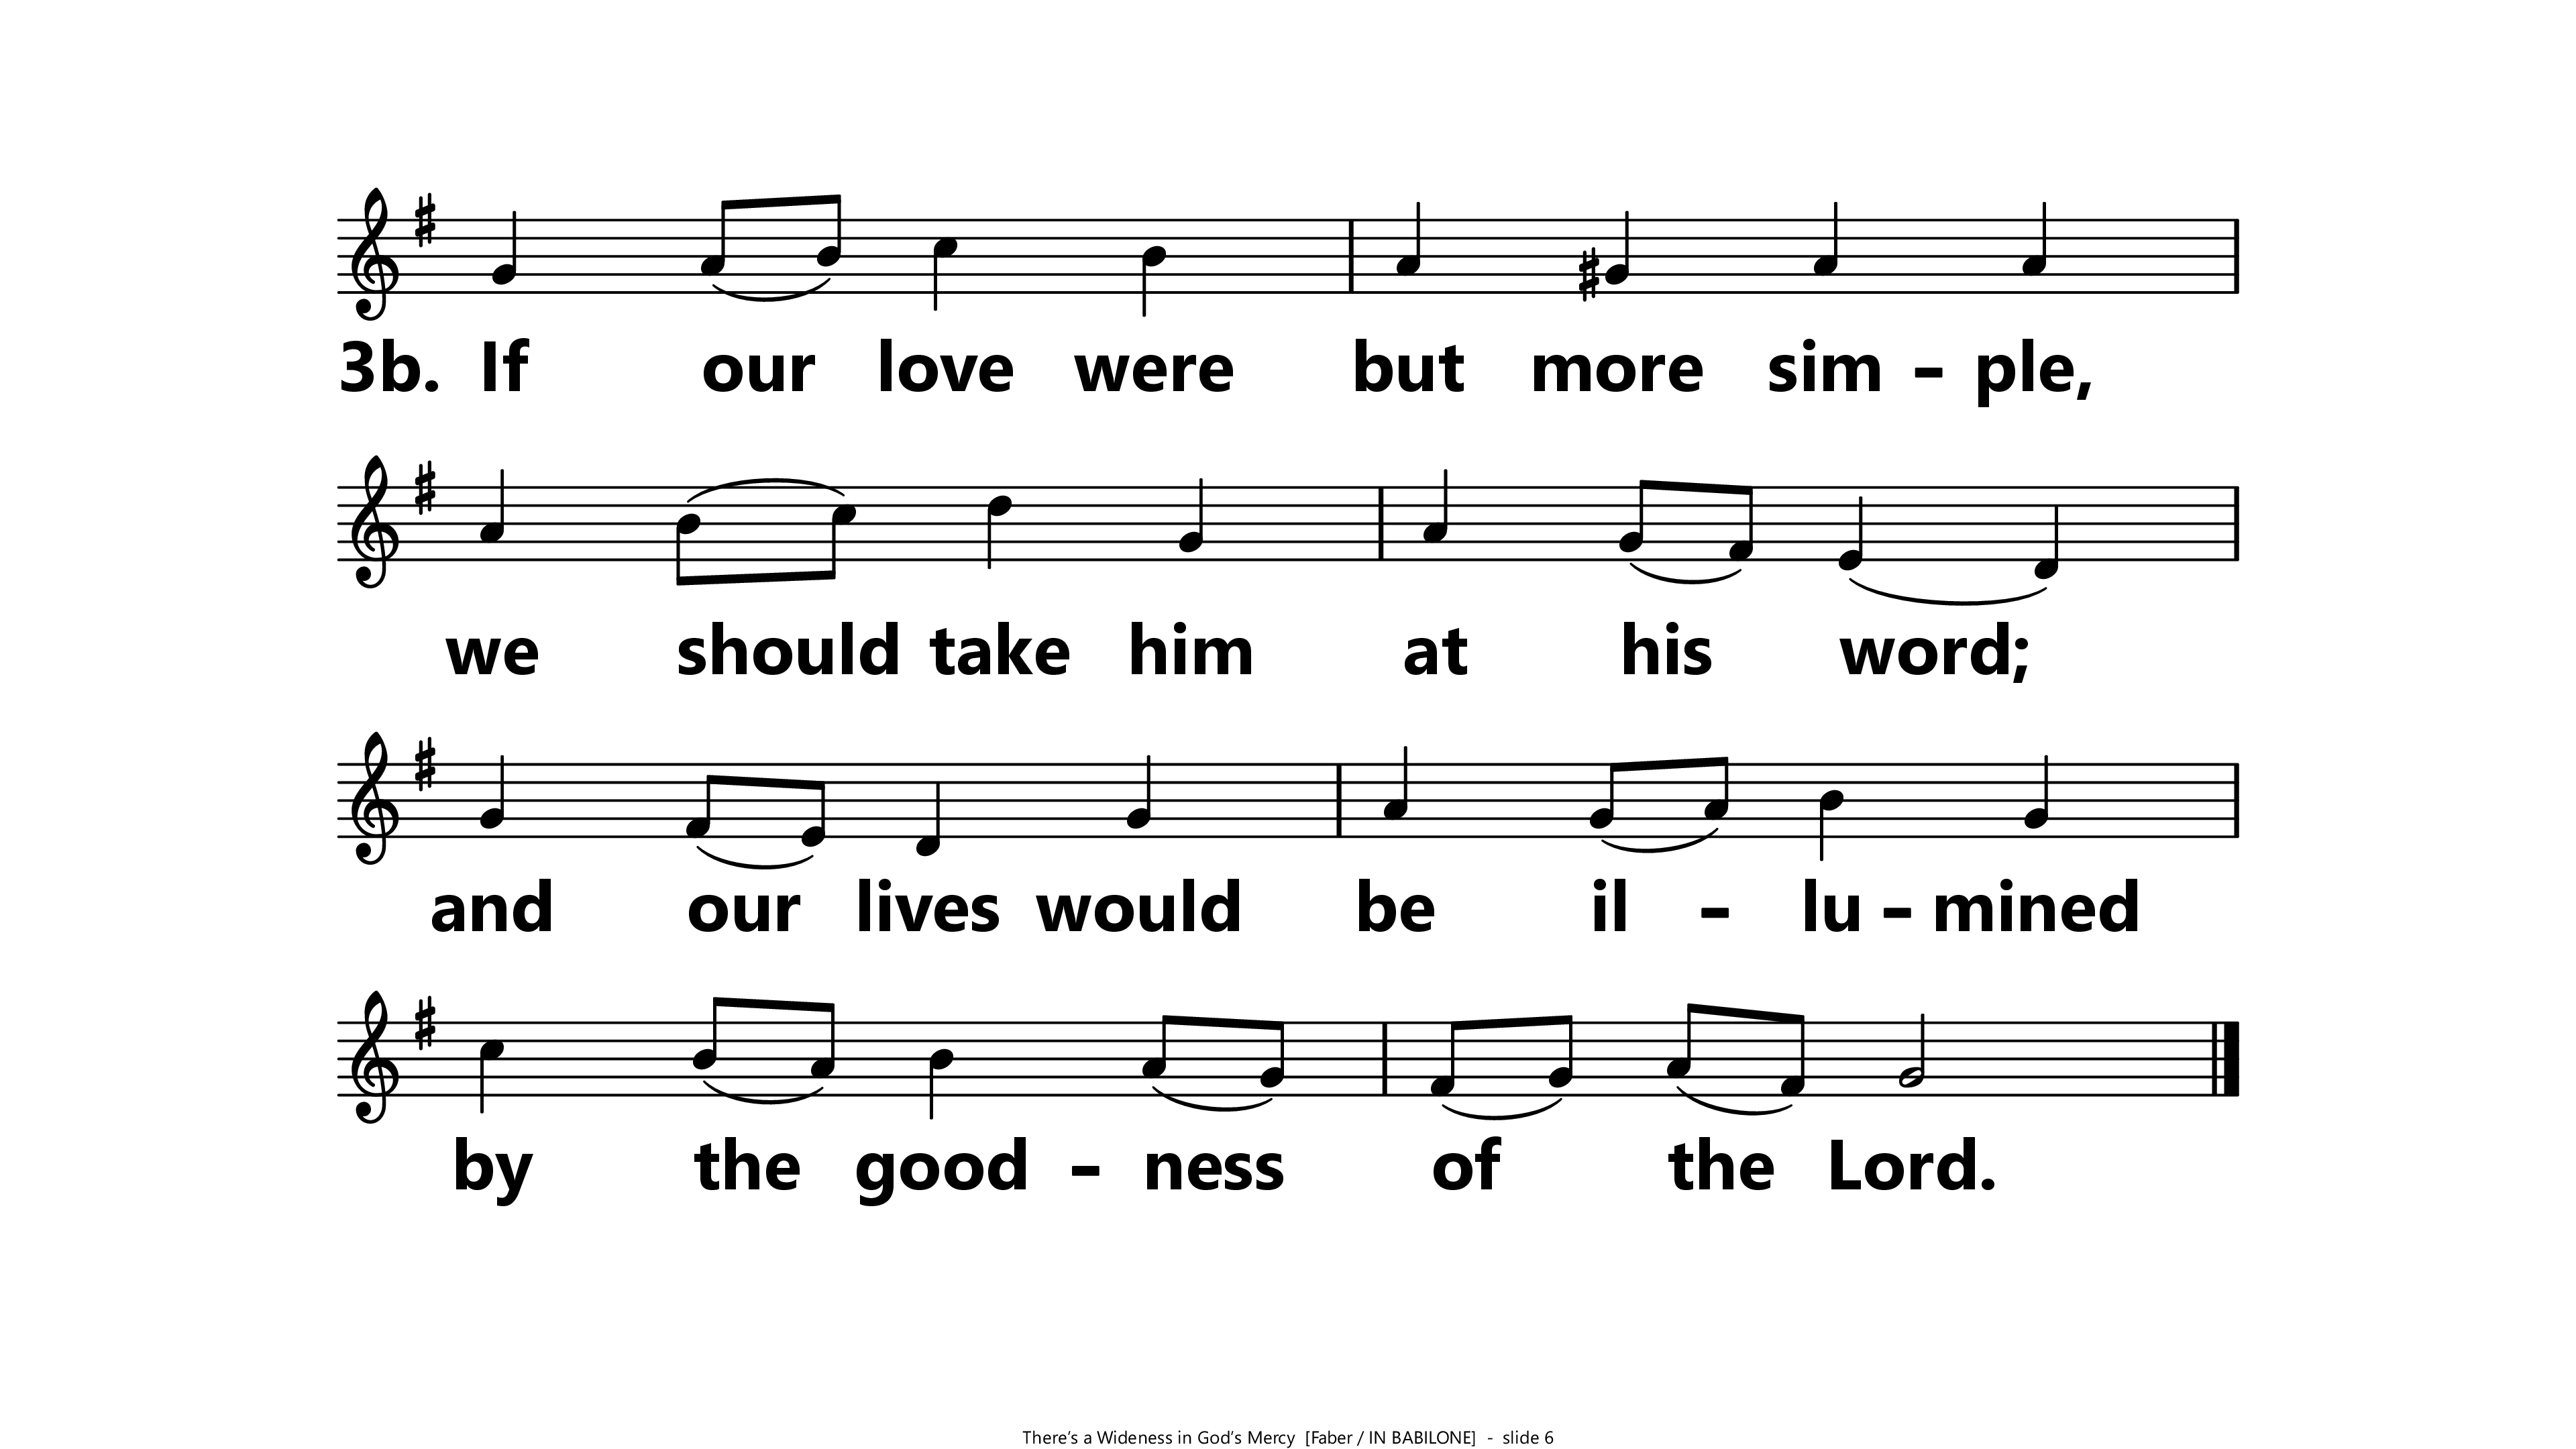 3b. If our love were but more sim - ple,
we should take him at his word;
and our lives would be il - lu - mined
by the good - ness of the Lord.
There's a Wideness in God's Mercy [Faber / IN BABILONE] - slide 6